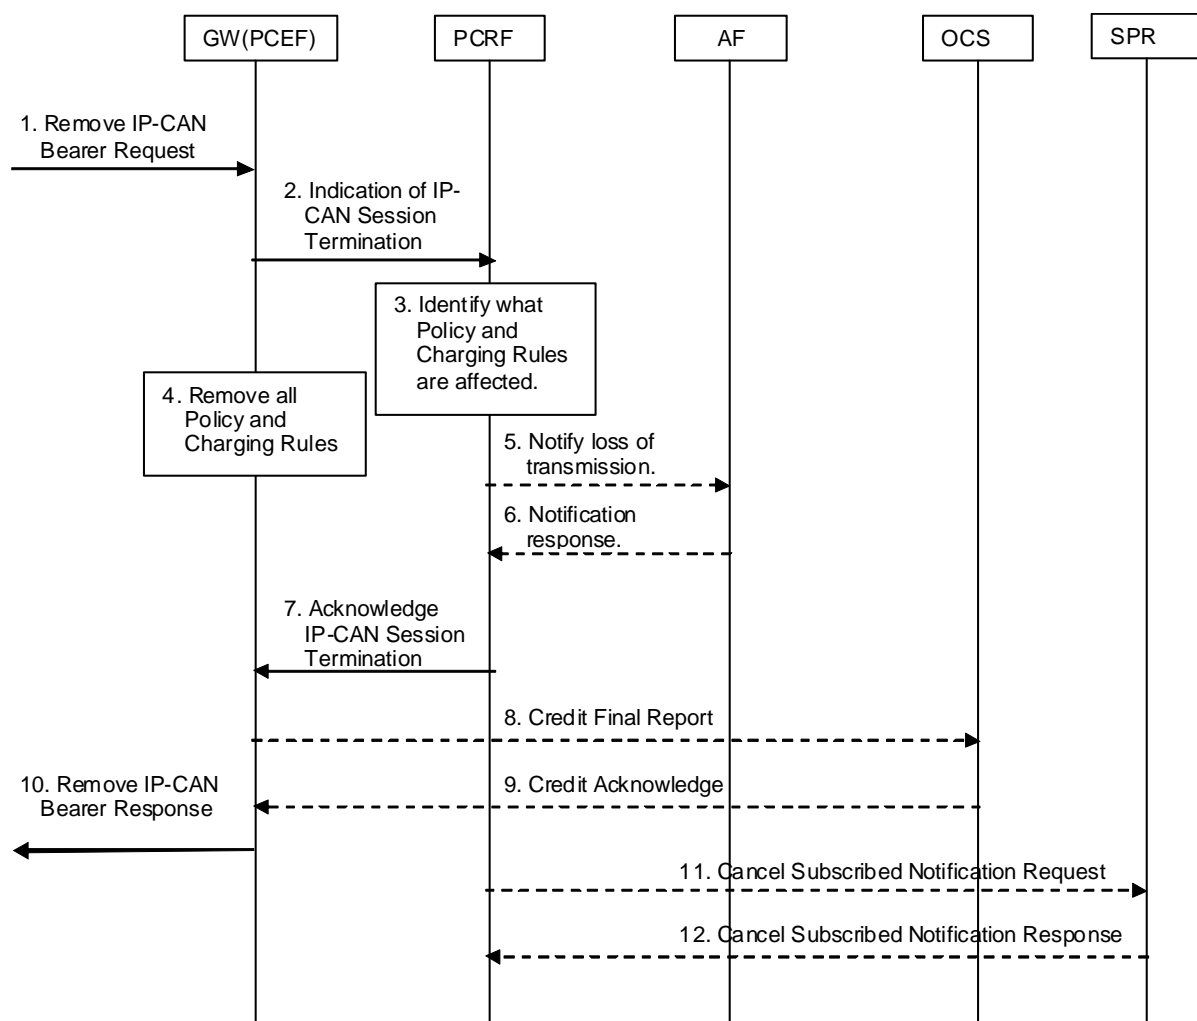 GW(PCEF)
PCRF
AF
OCS
SPR
1. Remove IP-CAN
Bearer Request
2. Indication of IP-
CAN Session
Termination
3. Identify what
Policy and
Charging Rules
are affected.
4. Remove all
Policy and
Charging Rules
5. Notify loss of
transmission.
6. Notification
response.
7. Acknowledge
IP-CAN Session
Termination
8. Credit Final Report
9. Credit Acknowledge
10. Remove IP-CAN
Bearer Response
11. Cancel Subscribed Notification Request
12. Cancel Subscribed Notification Response